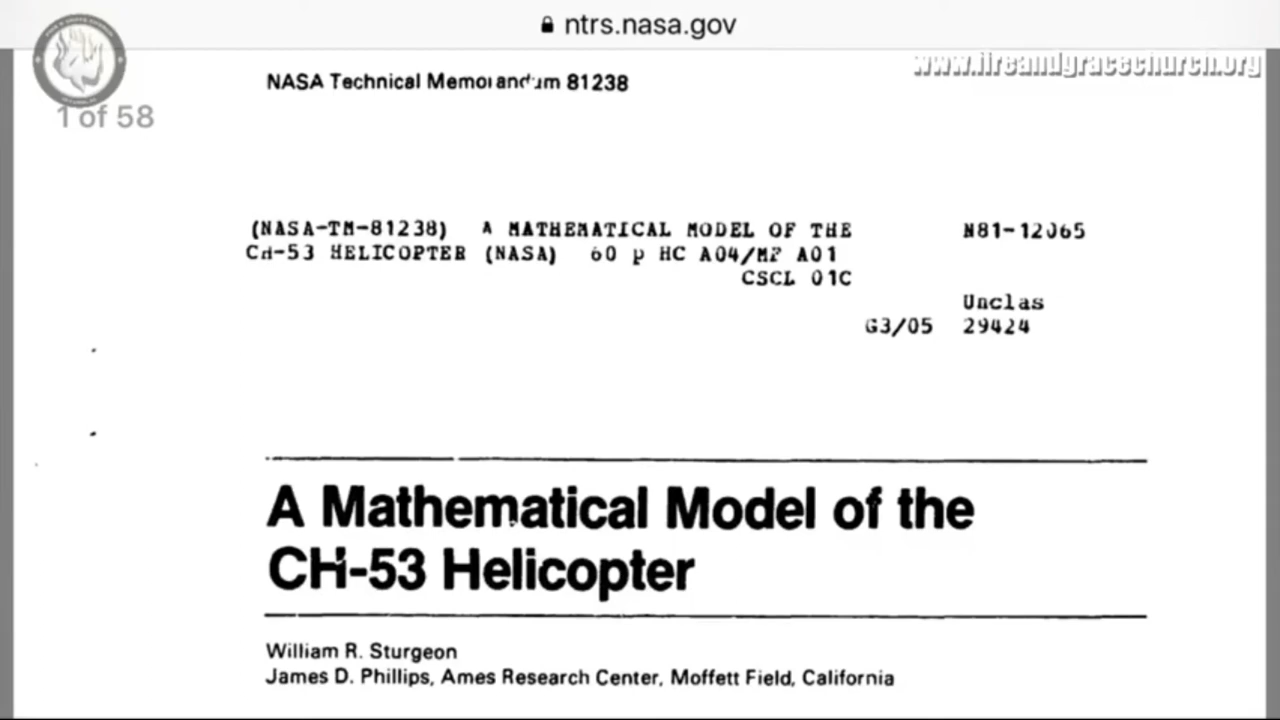 ntrs.nasa.gov
www.fireandgracechurch.org
NASA Technical Memorandum 81238
1 of 58
(NASA-TM-81238) A MATHEMATICAL MODEL OF THE N81-12065
CH-53 HELICOPTER (NASA) 60 p HC A04/MF A01
CSCL 01C
Unclas
G3/05 29424
A Mathematical Model of the
CH-53 Helicopter
William R. Sturgeon
James D. Phillips, Ames Research Center, Moffett Field, California